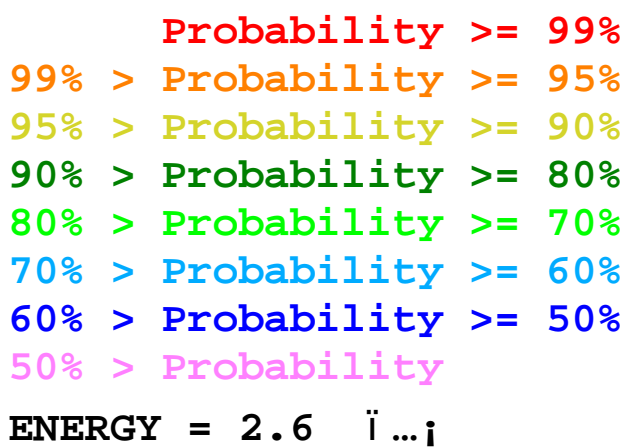 Probability >= 99%
99% > Probability >= 95%
95% > Probability >= 90%
90% > Probability >= 80%
80% > Probability >= 70%
70% > Probability >= 60%
60% > Probability >= 50%
50% > Probability
ENERGY = 2.6 ï…¡